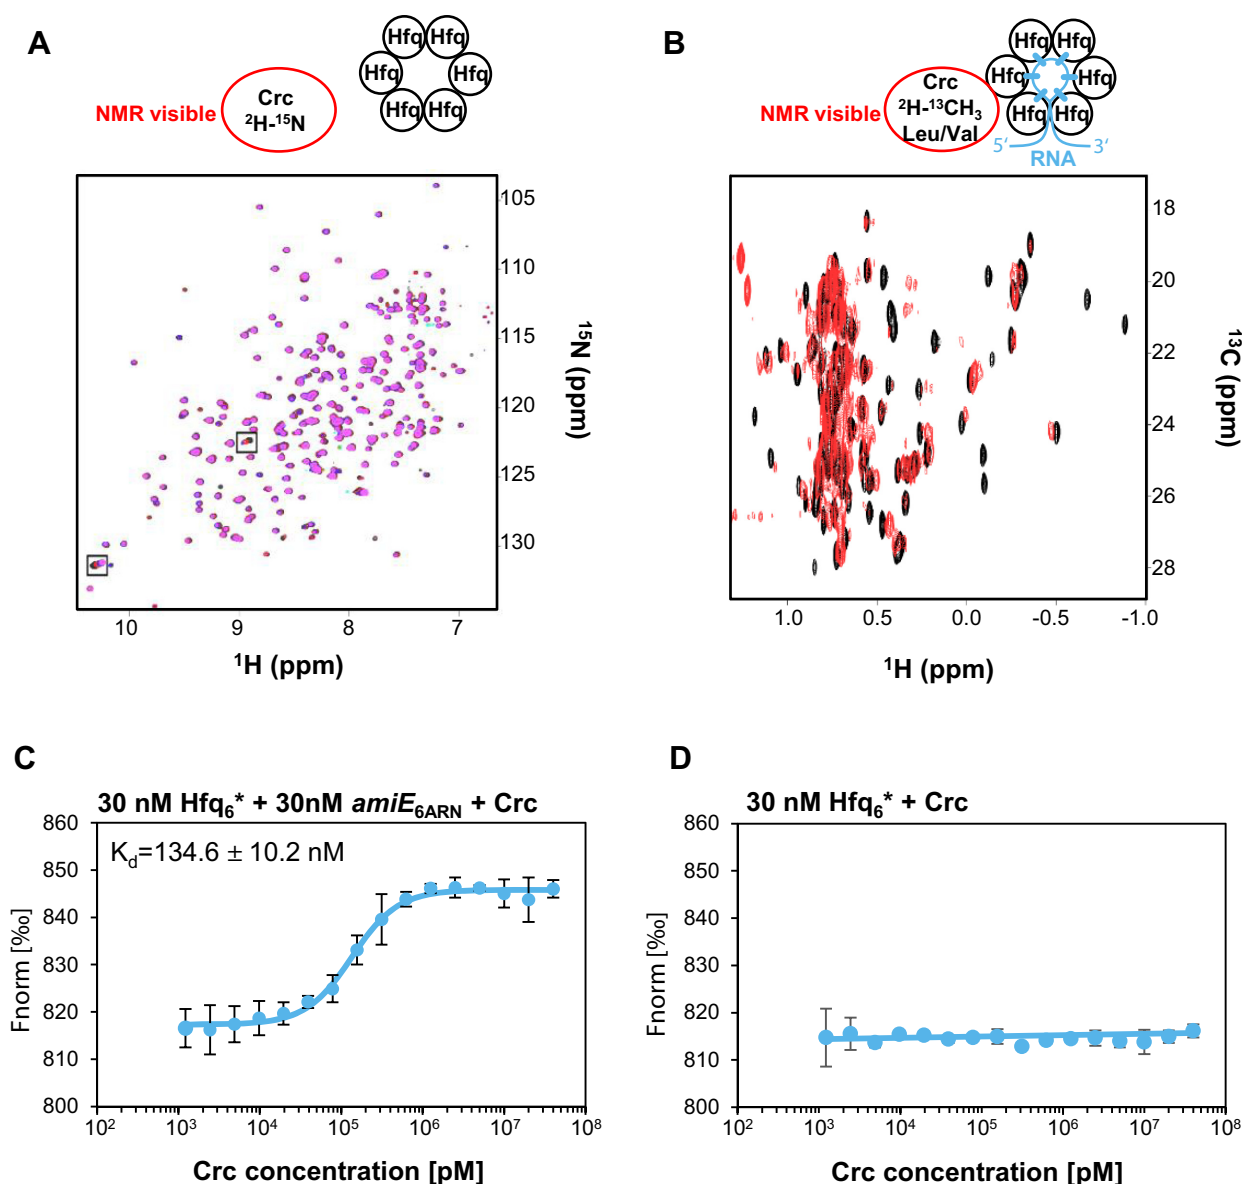 A
Hfq Hfq
Hfq Hfq
Hfq Hfq
NMR visible
Crc
²H-¹⁵N
105
110
115
120
125
130
¹⁵N (ppm)
10 9 8 7
¹H (ppm)
B
Hfq Hfq
Hfq Hfq
Hfq Hfq
NMR visible
Crc
²H-¹³CH₃
Leu/Val
5‘ 3‘
RNA
18
20
22
24
26
28
¹³C (ppm)
1.0 0.5 0.0 -0.5 -1.0
¹H (ppm)
C
30 nM Hfq₆* + 30nM amiE₆ARN + Crc
K_d=134.6 ± 10.2 nM
860
850
840
830
820
810
800
Fnorm [‰]
10² 10³ 10⁴ 10⁵ 10⁶ 10⁷ 10⁸
Crc concentration [pM]
D
30 nM Hfq₆* + Crc
860
850
840
830
820
810
800
Fnorm [‰]
10² 10³ 10⁴ 10⁵ 10⁶ 10⁷ 10⁸
Crc concentration [pM]